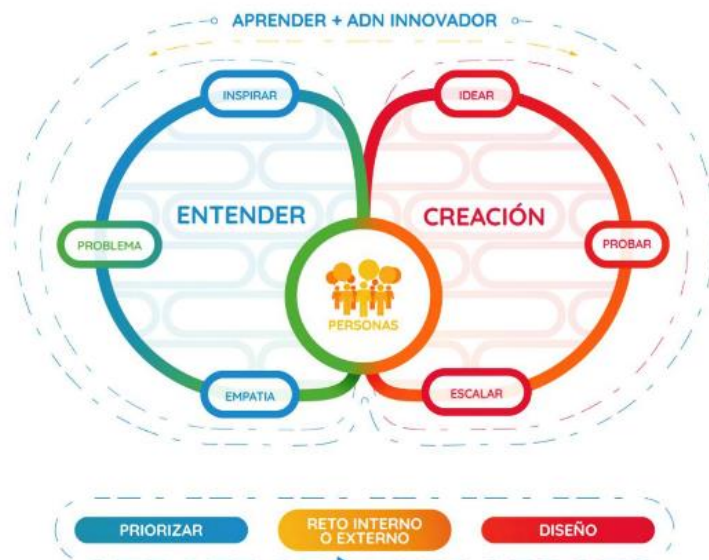 APRENDER + ADN INNOVADOR
INSPIRAR
IDEAR
ENTENDER
CREACIÓN
PROBLEMA
PROBAR
PERSONAS
EMPATIA
ESCALAR
PRIORIZAR
RETO INTERNO
O EXTERNO
DISEÑO